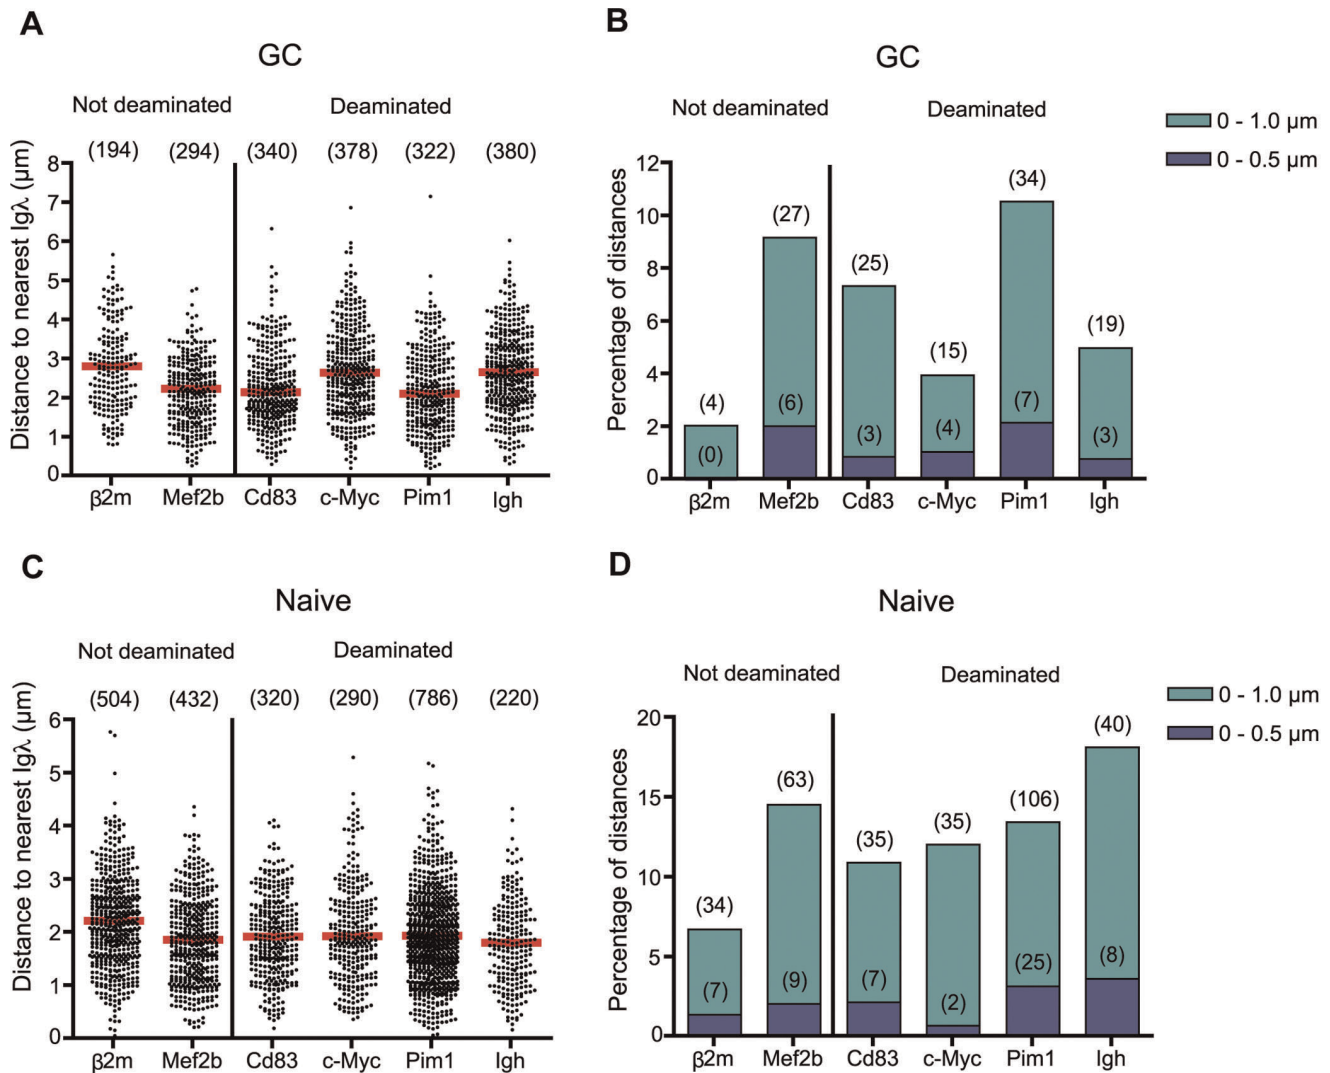 A
GC
Not deaminated Deaminated
(194) (294) (340) (378) (322) (380)
Distance to nearest Igλ (μm)
8
7
6
5
4
3
2
1
0
β2m Mef2b Cd83 c-Myc Pim1 Igh
B
GC
Not deaminated Deaminated
0 - 1.0 μm
0 - 0.5 μm
Percentage of distances
12
10
8
6
4
2
0
(4) (27) (25) (15) (34) (19)
(0) (6) (3) (4) (7) (3)
β2m Mef2b Cd83 c-Myc Pim1 Igh
C
Naive
Not deaminated Deaminated
(504) (432) (320) (290) (786) (220)
Distance to nearest Igλ (μm)
6
5
4
3
2
1
0
β2m Mef2b Cd83 c-Myc Pim1 Igh
D
Naive
Not deaminated Deaminated
0 - 1.0 μm
0 - 0.5 μm
Percentage of distances
20
15
10
5
0
(34) (63) (35) (35) (106) (40)
(7) (9) (7) (2) (25) (8)
β2m Mef2b Cd83 c-Myc Pim1 Igh